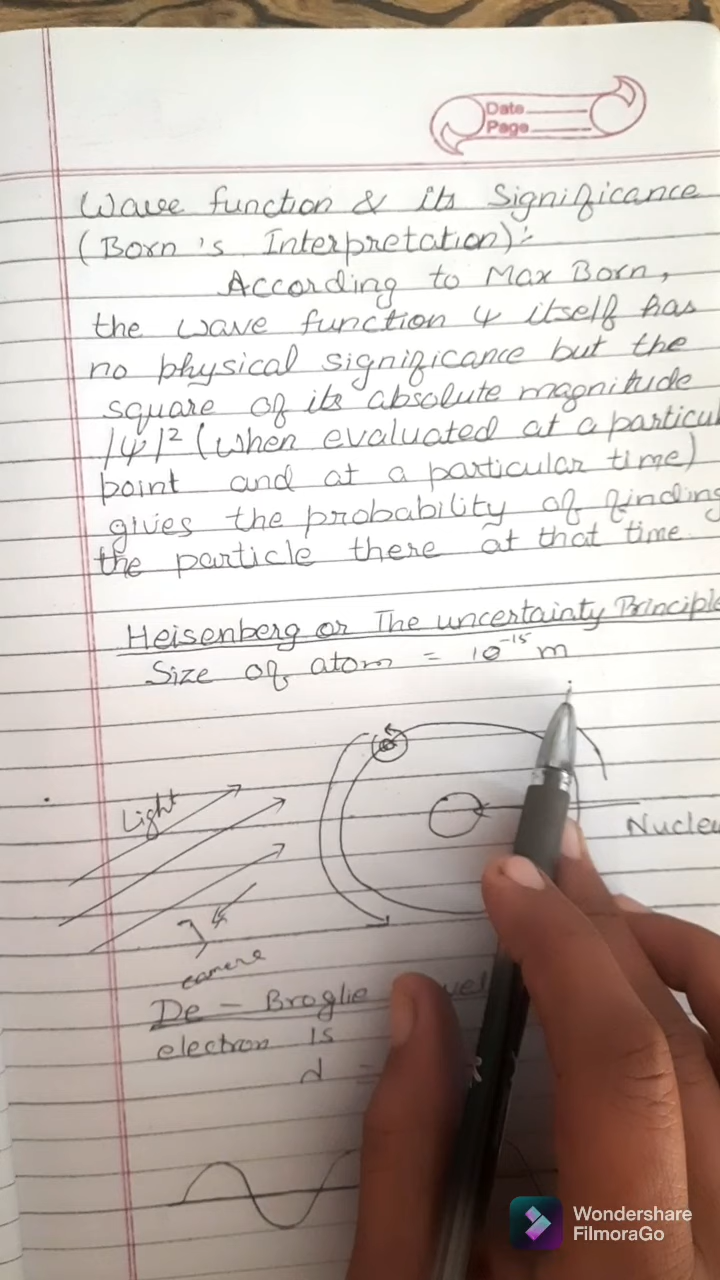 Date
Page
Wave function & its Significance
(Born's Interpretation):-
According to Max Born,
the wave function ψ itself has
no physical significance but the
square of its absolute magnitude
|ψ|² (when evaluated at a particul
point and at a particular time)
gives the probability of finding
the particle there at that time.
Heisenberg or The uncertainty Principle
Size of atom = 10⁻¹⁵ m
Light
Nucleu
camere
De - Broglie
electron is
Wondershare
FilmoraGo